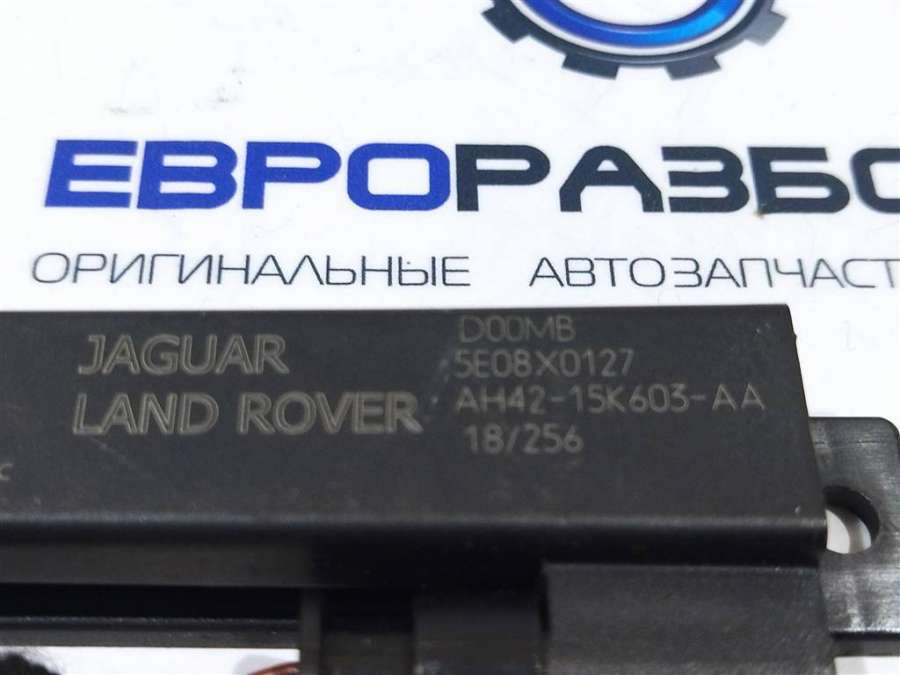 ЕВРОРАЗБО
ОРИГИНАЛЬНЫЕ АВТОЗАПЧАСТ
JAGUAR
LAND ROVER
D00MB
5E08X0127
AH42-15K603-AA
18/256